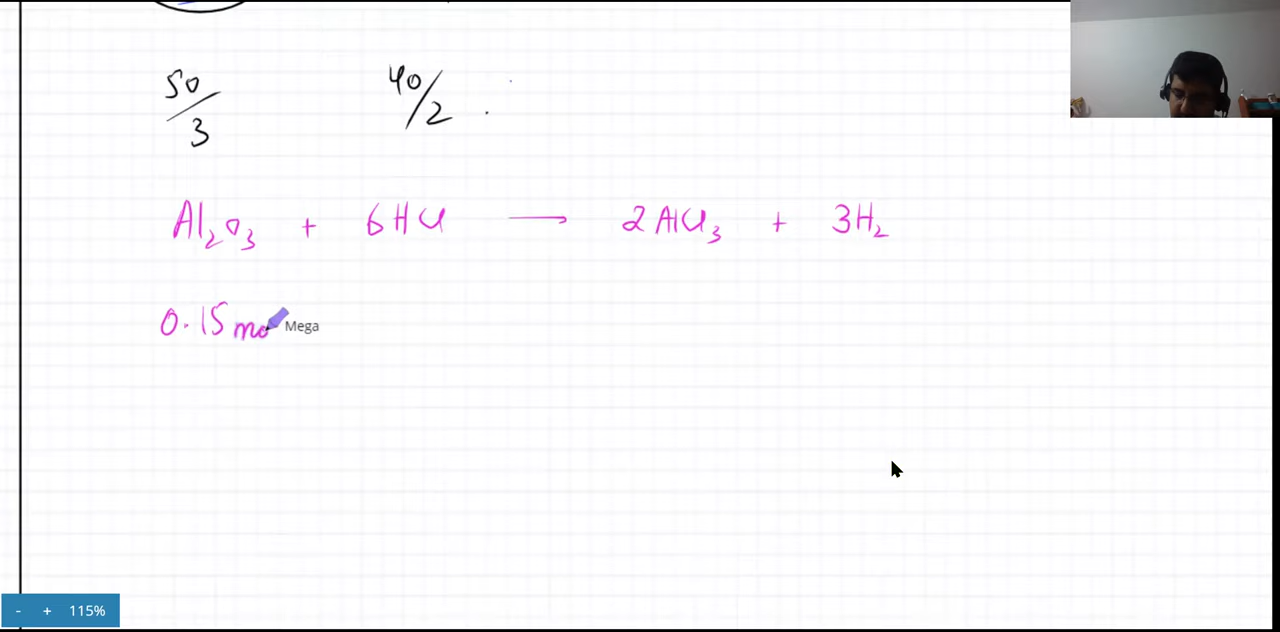 50/3 40/2 .
Al₂O₃ + 6HCl → 2AlCl₃ + 3H₂
0.15 mo
Mega
- + 115%